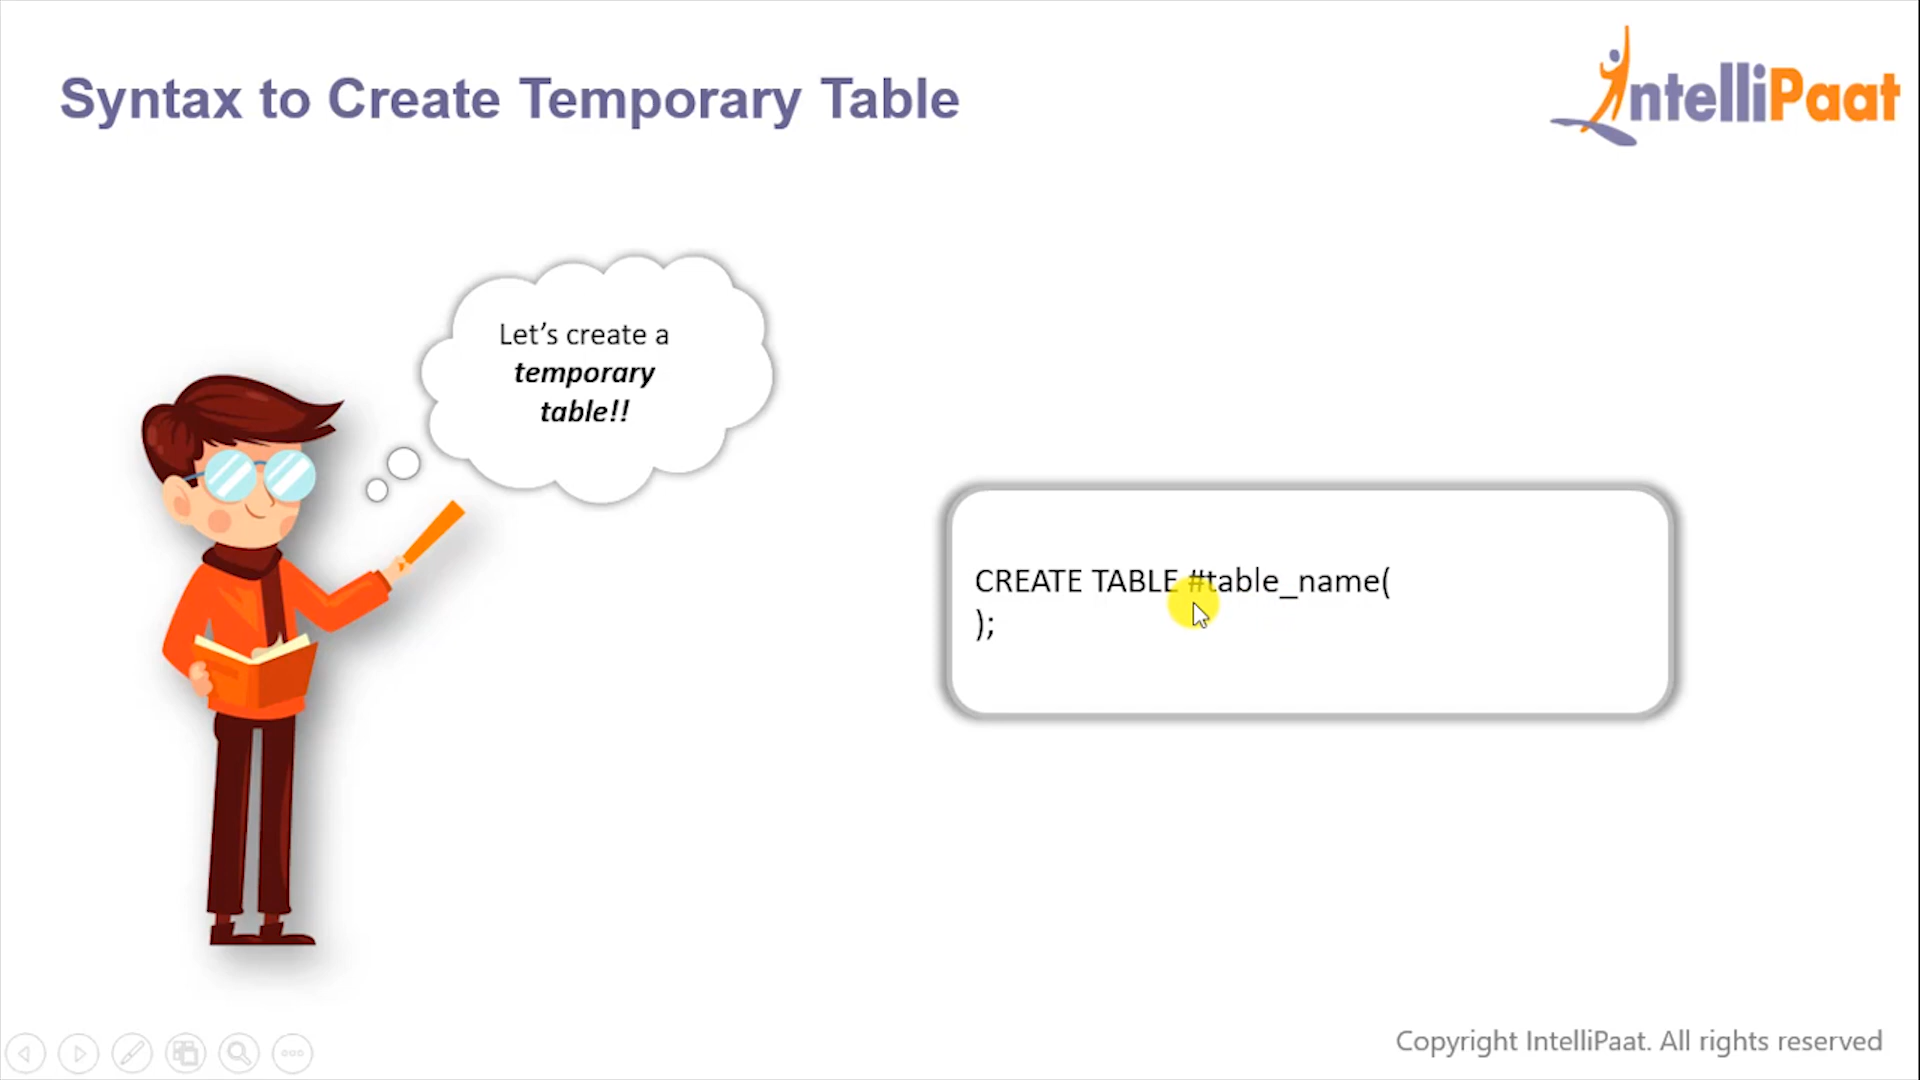 Syntax to Create Temporary Table
IntelliPaat
Let's create a
temporary
table!!
CREATE TABLE #table_name(
);
Copyright IntelliPaat. All rights reserved